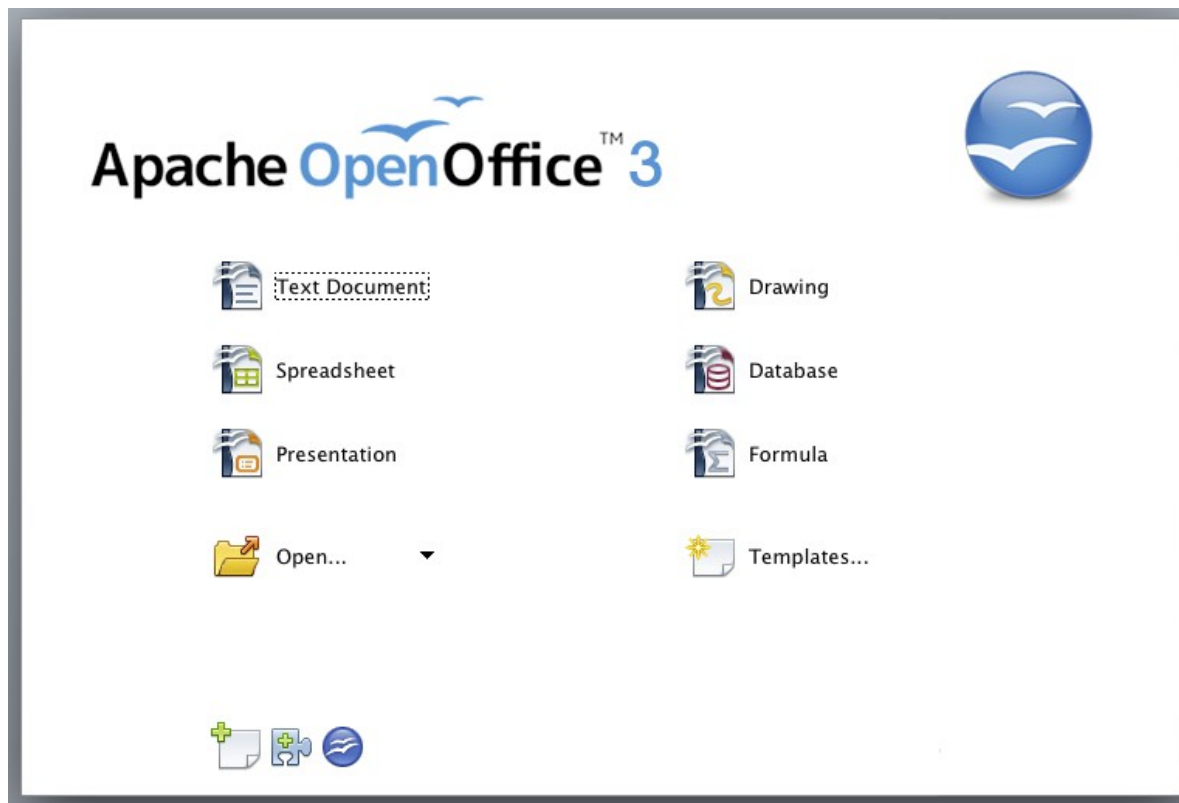 Apache OpenOffice™ 3
Text Document
Drawing
Spreadsheet
Database
Presentation
Formula
Open...
Templates...